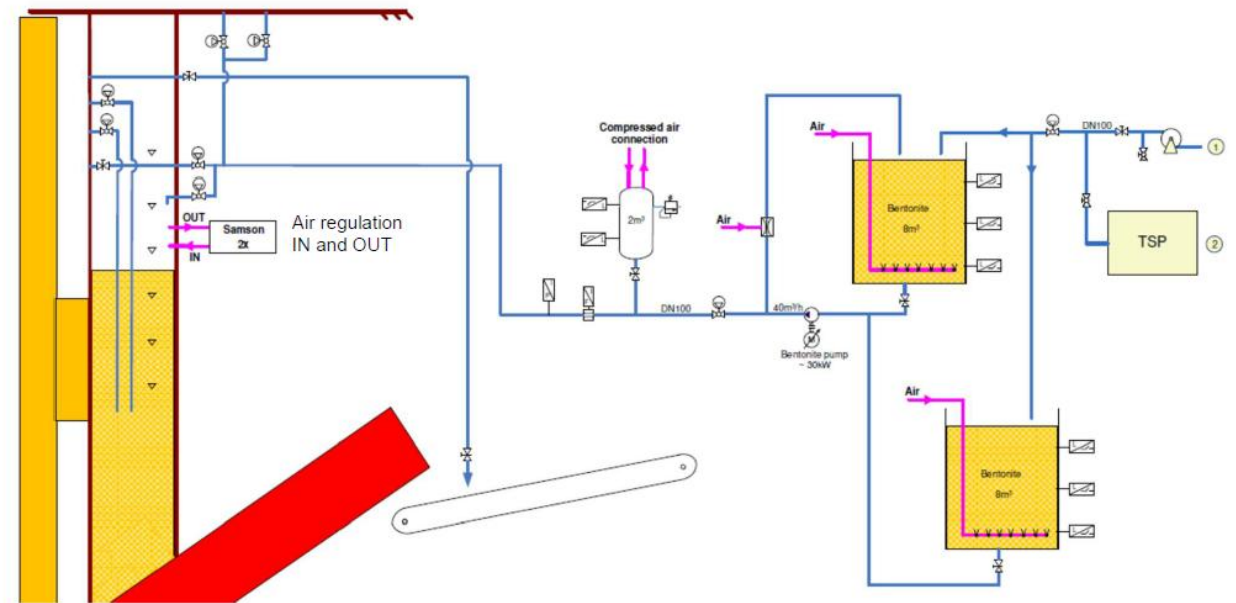 Compressed air
connection
2m³
OUT
Samson
2x
IN
Air regulation
IN and OUT
Air
DN100
40m³/h
Bentonite pump
~ 30kW
M
Air
Bentonite
8m³
DN100
1
TSP
2
Air
Bentonite
8m³